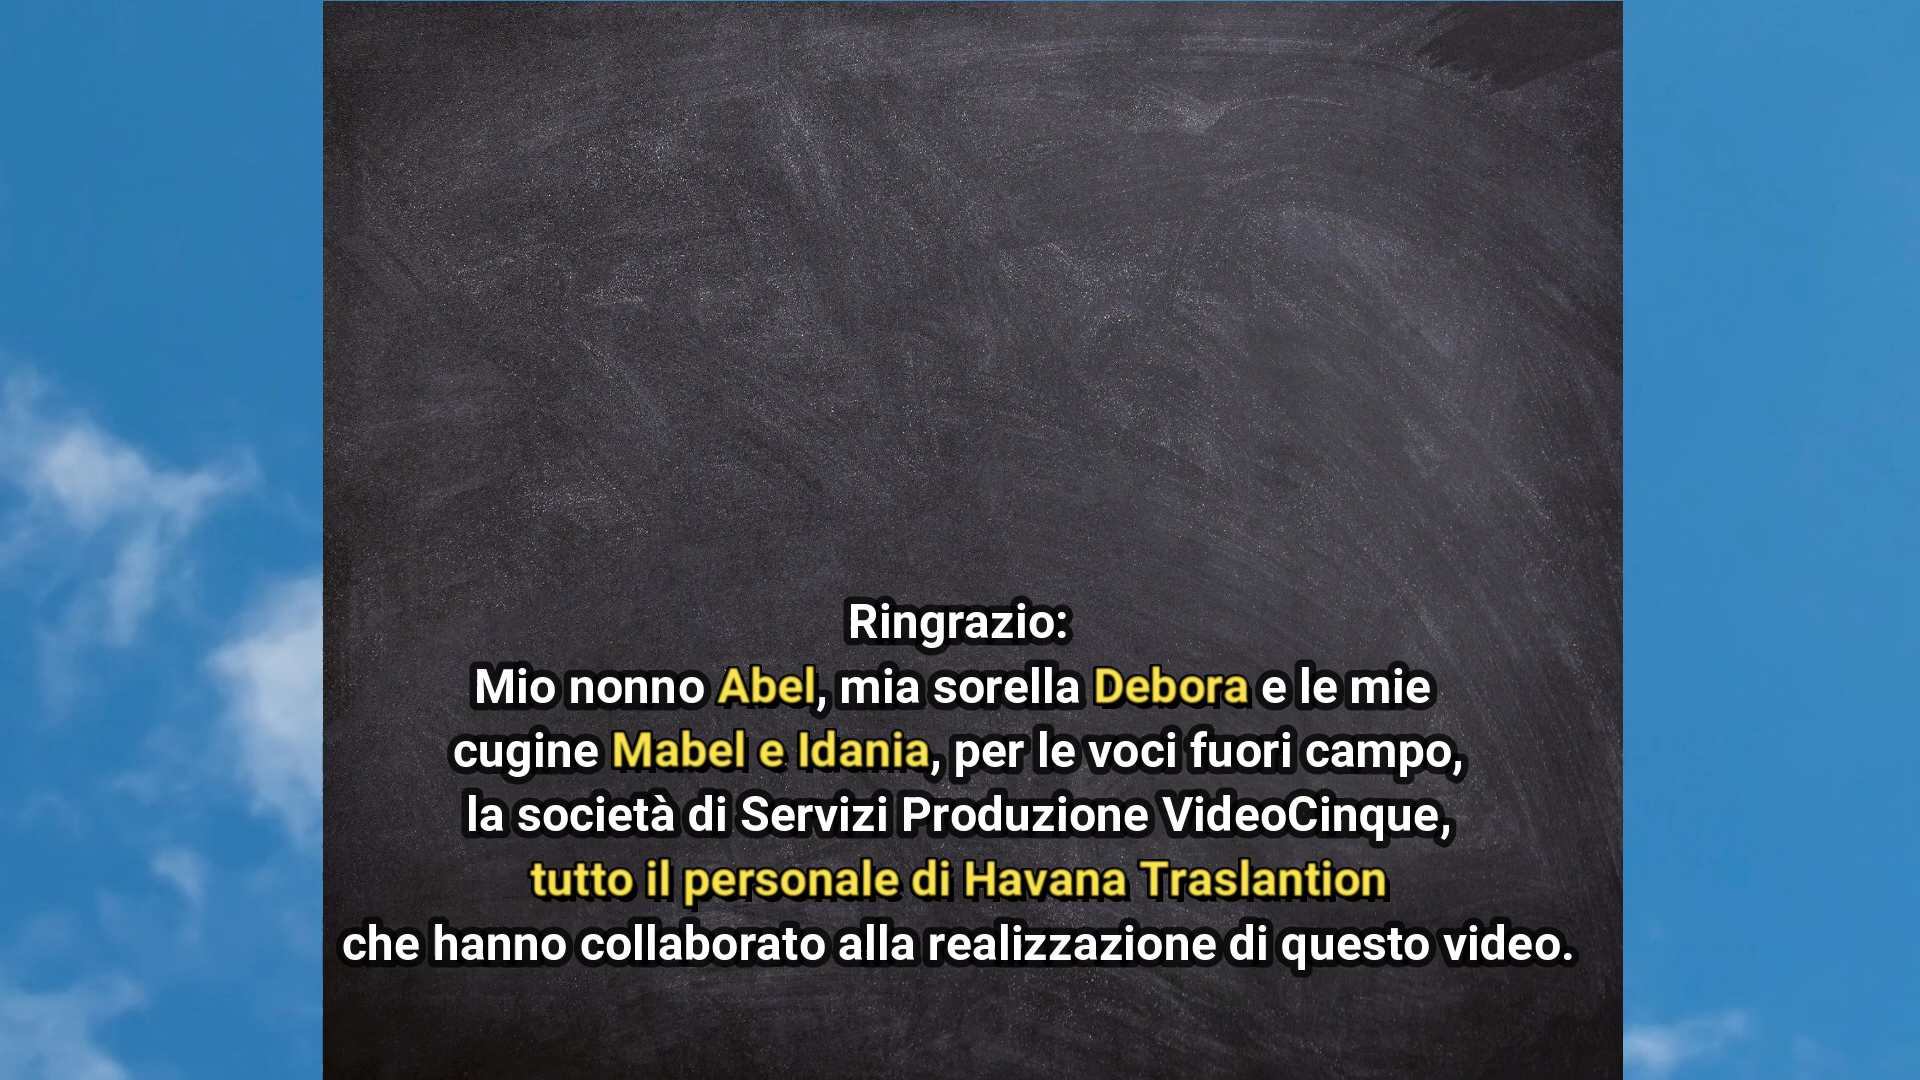 Ringrazio:
Mio nonno Abel, mia sorella Debora e le mie
cugine Mabel e Idania, per le voci fuori campo,
la società di Servizi Produzione VideoCinque,
tutto il personale di Havana Traslantion
che hanno collaborato alla realizzazione di questo video.